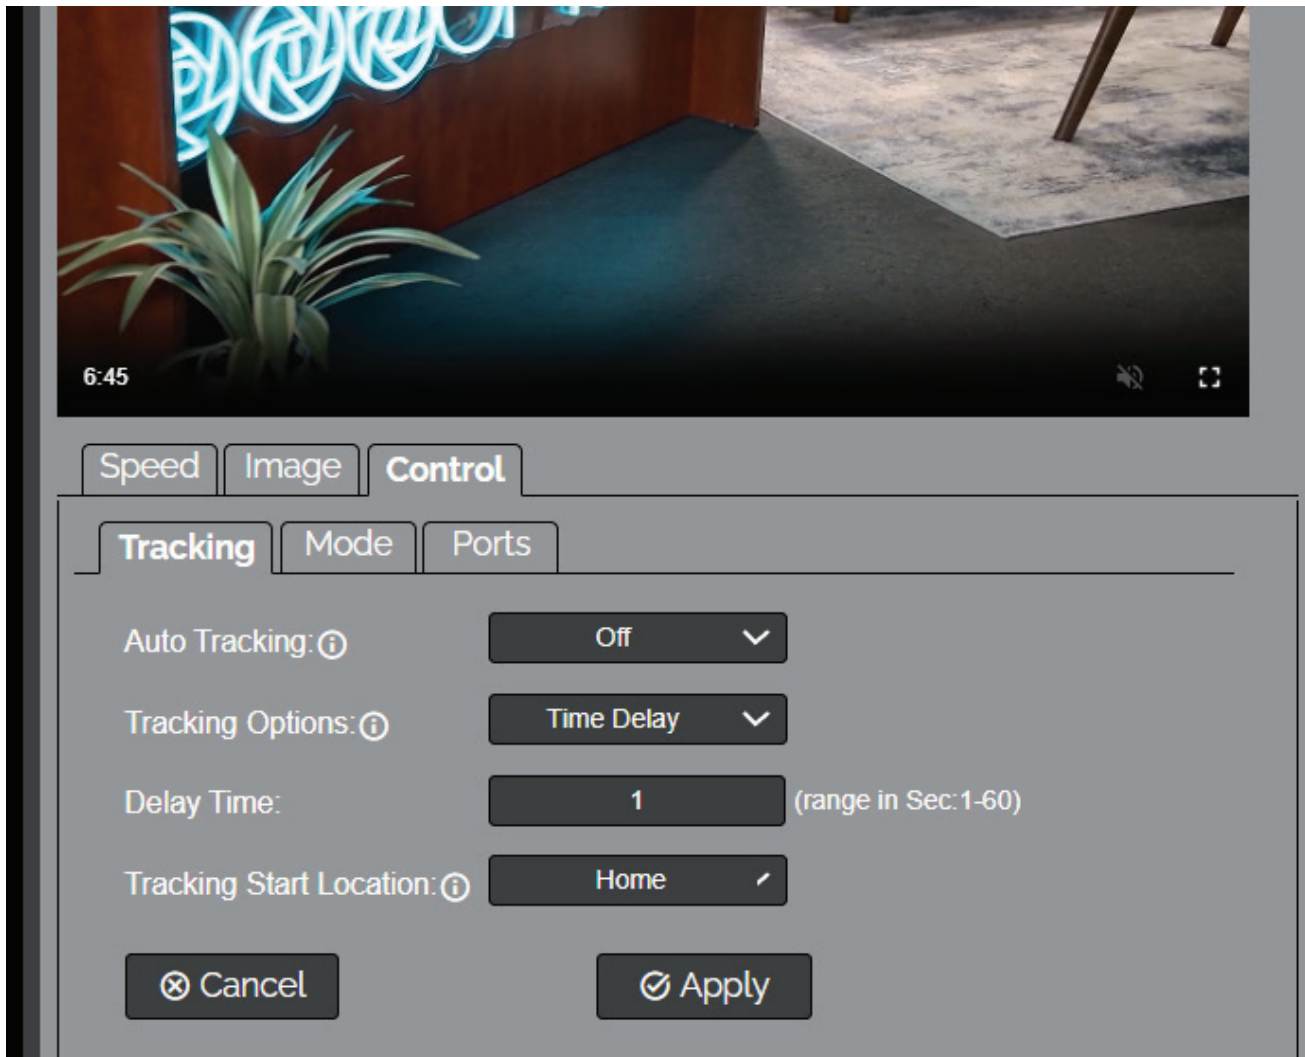 6:45
Speed Image Control
Tracking Mode Ports
Auto Tracking: Off
Tracking Options: Time Delay
Delay Time: 1 (range in Sec:1-60)
Tracking Start Location: Home
Cancel Apply